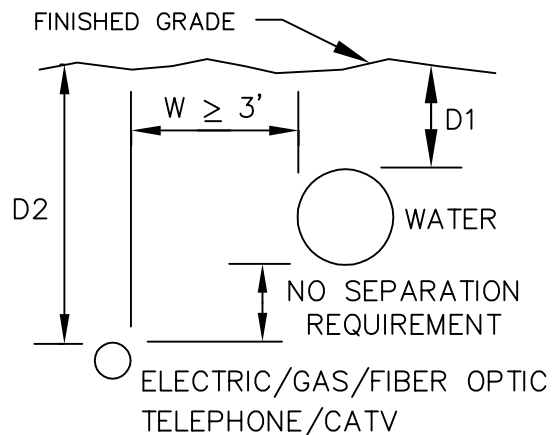 FINISHED GRADE
W ≥ 3'
D1
D2
WATER
NO SEPARATION
REQUIREMENT
ELECTRIC/GAS/FIBER OPTIC
TELEPHONE/CATV